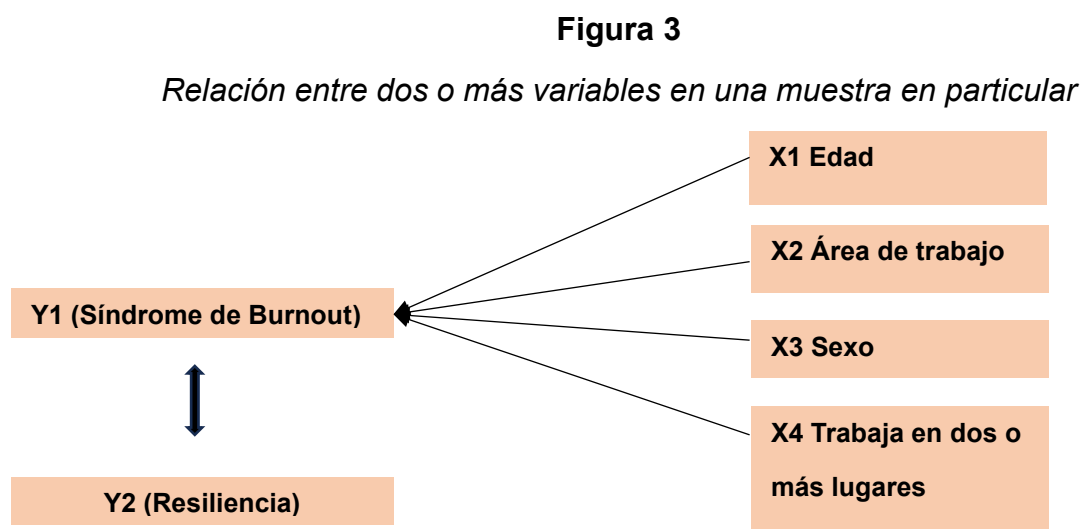 Figura 3
Relación entre dos o más variables en una muestra en particular
X1 Edad
X2 Área de trabajo
Y1 (Síndrome de Burnout)
X3 Sexo
X4 Trabaja en dos o
más lugares
Y2 (Resiliencia)